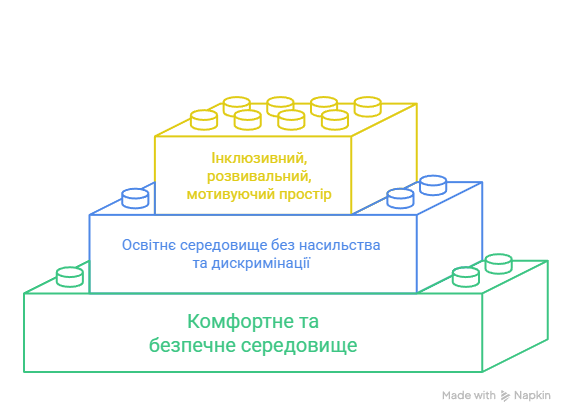 Інклюзивний,
розвивальний,
мотивуючий простір
Освітнє середовище без насильства
та дискримінації
Комфортне та
безпечне середовище
Made with Napkin